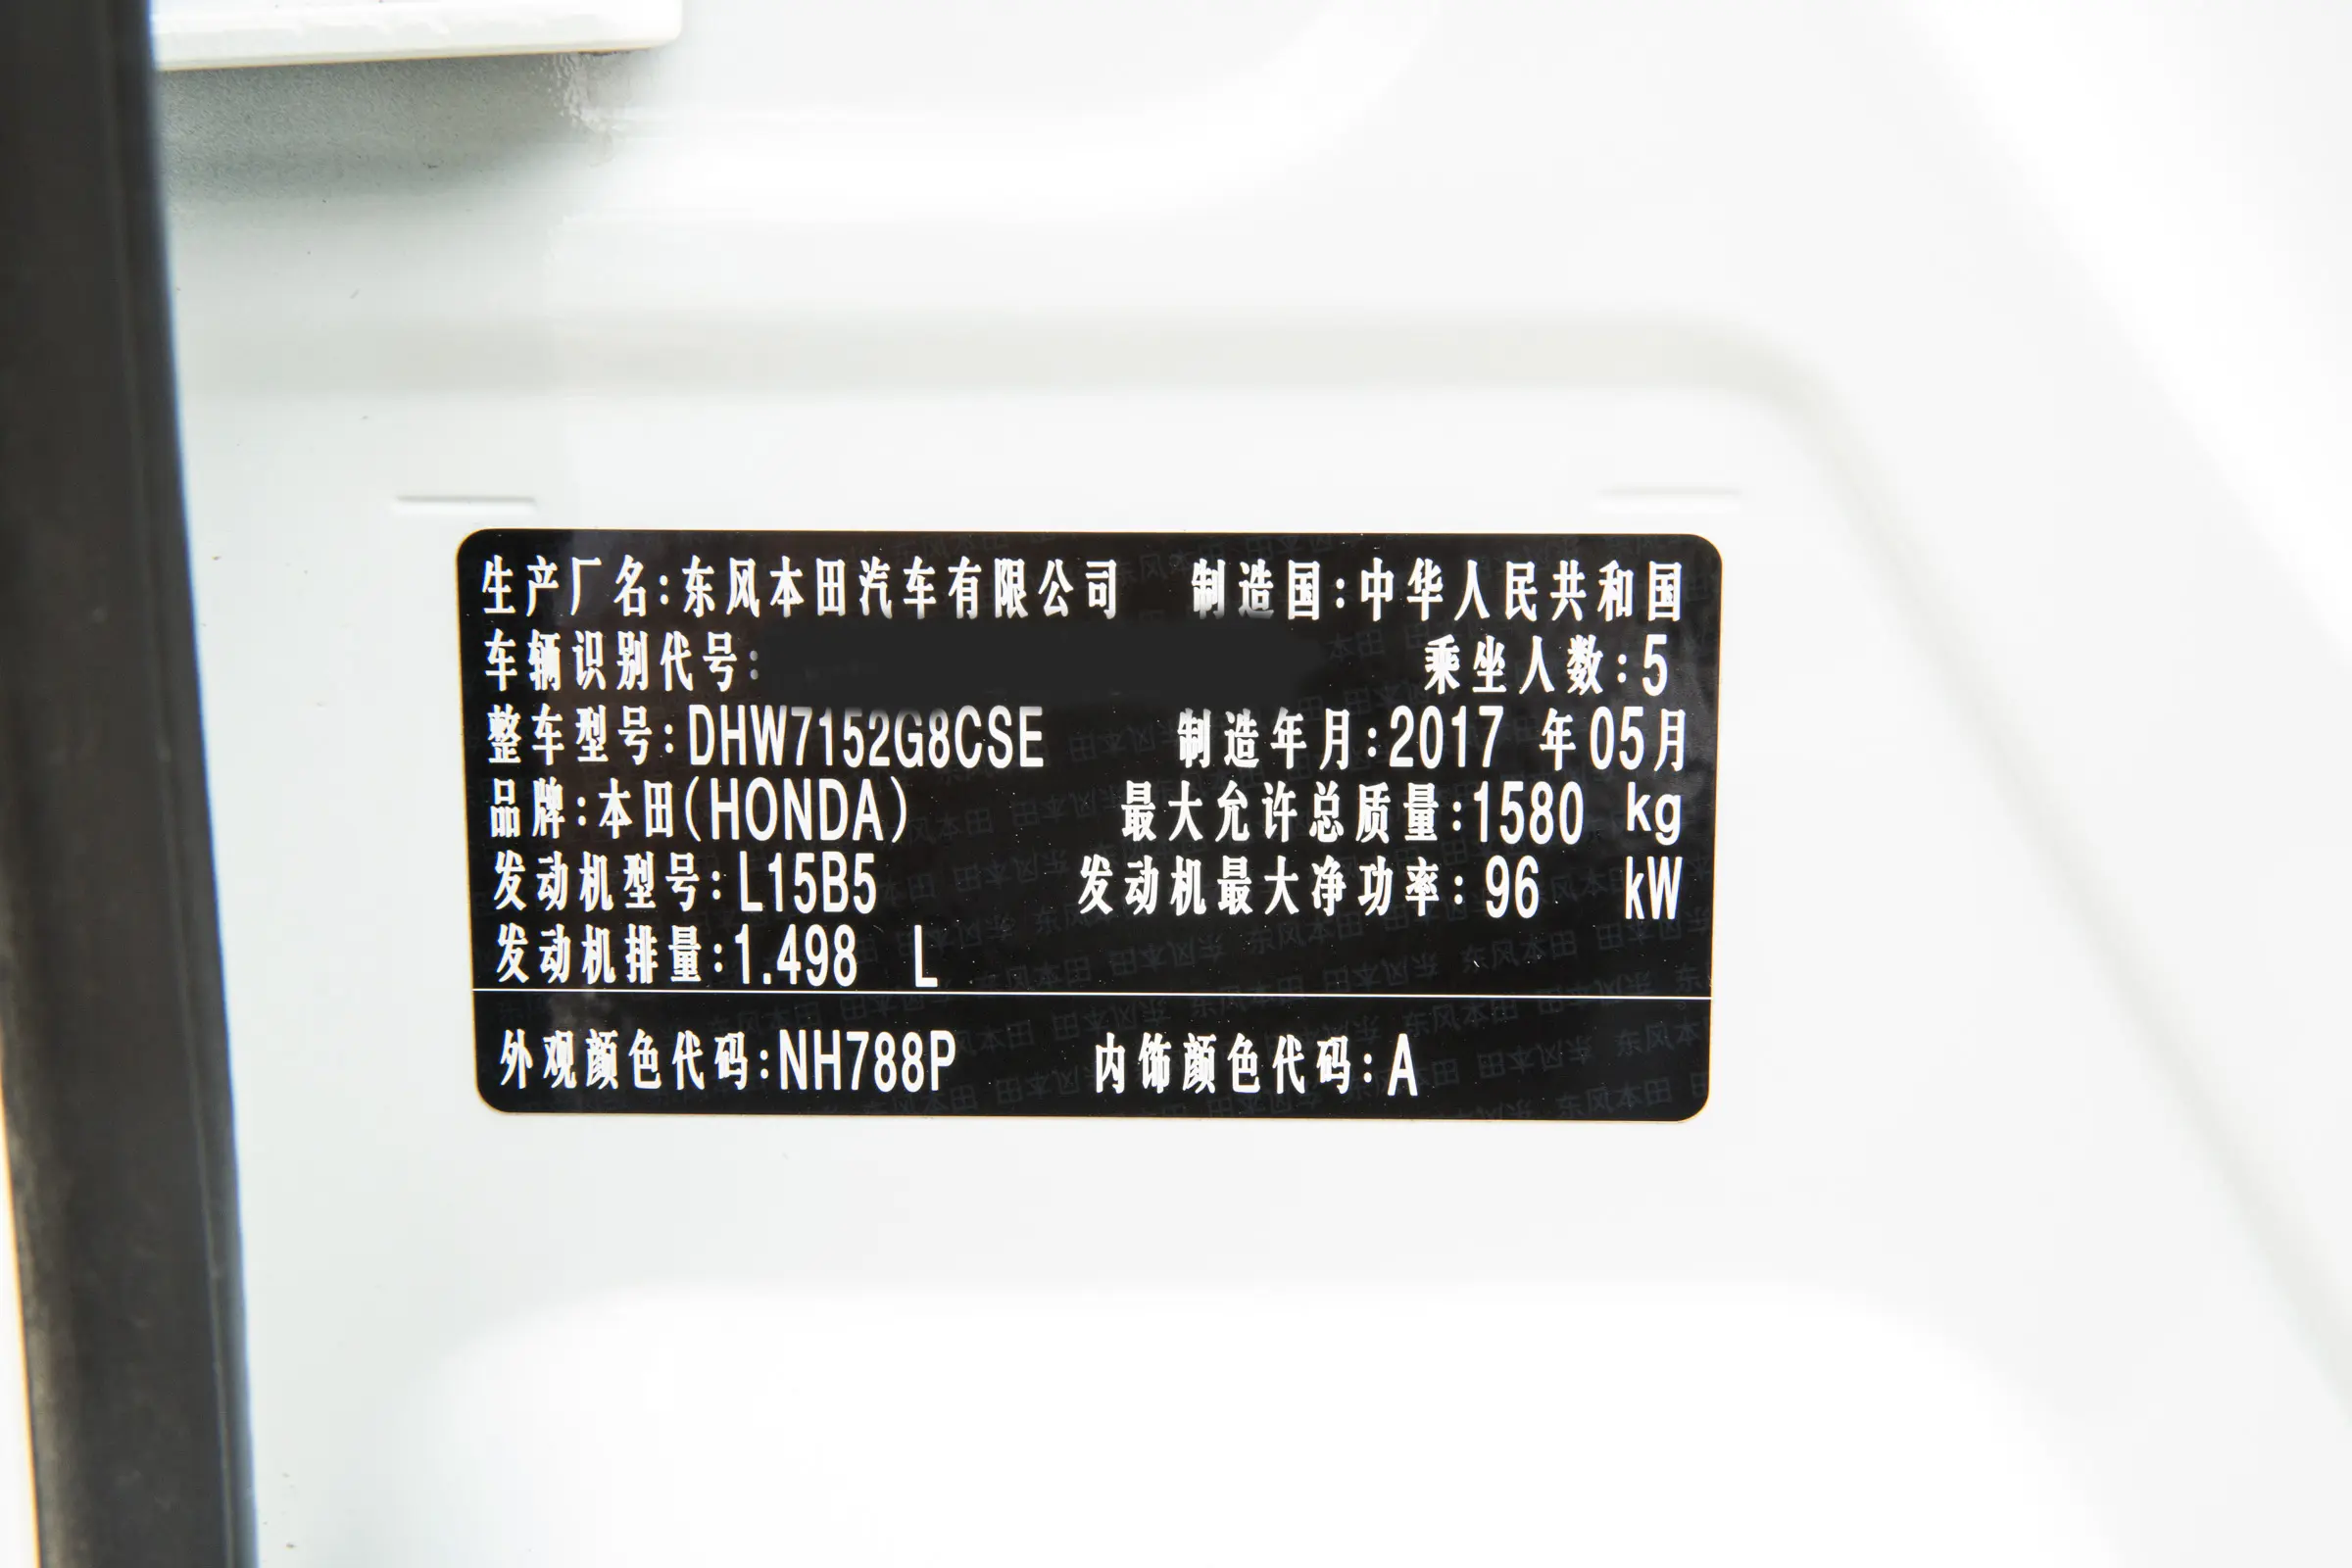 生产厂名:东风本田汽车有限公司 制造国:中华人民共和国
车辆识别代号: 乘坐人数:5
整车型号:DHW7152G8CSE 制造年月:2017 年05月
品牌:本田(HONDA) 最大允许总质量:1580 kg
发动机型号:L15B5 发动机最大净功率:96 kW
发动机排量:1.498 L
外观颜色代码:NH788P 内饰颜色代码:A